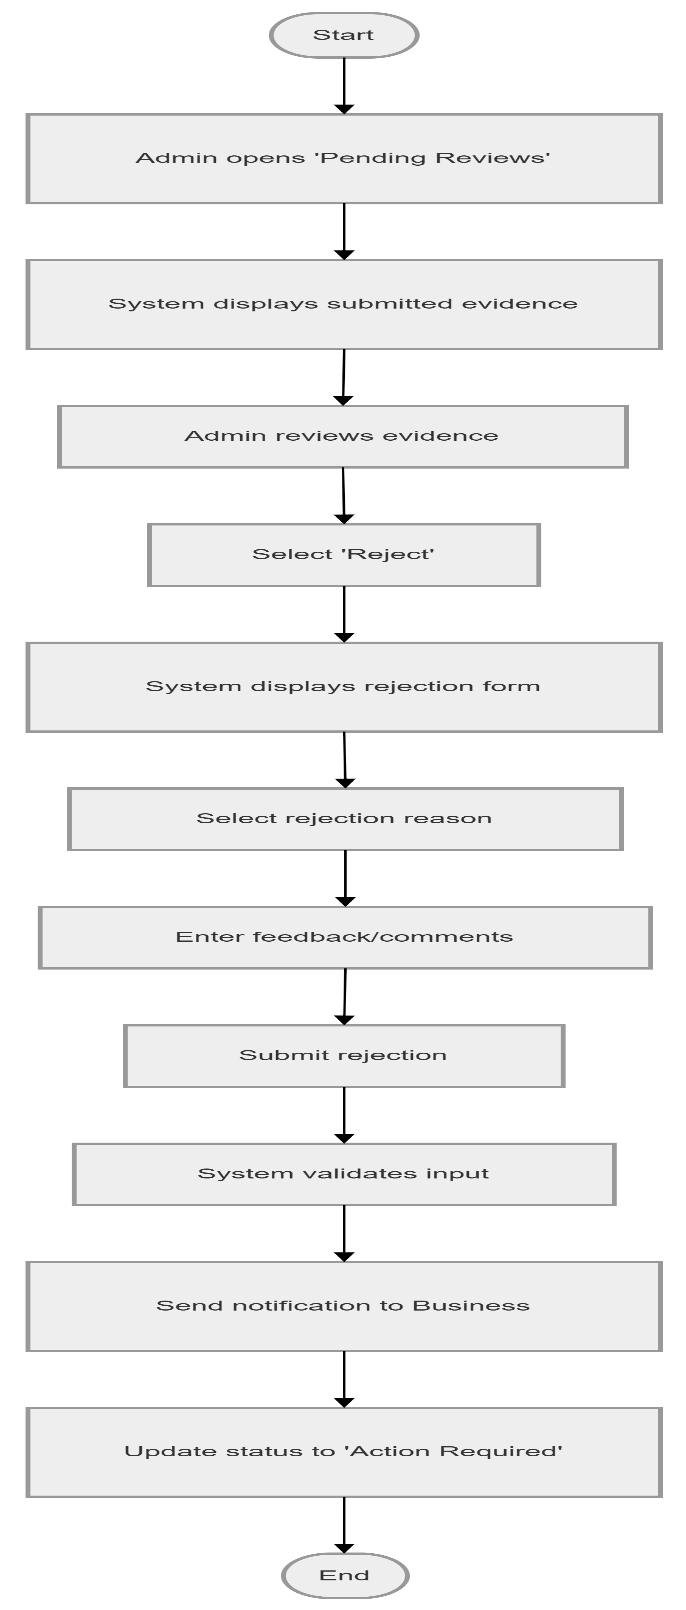 Start
Admin opens 'Pending Reviews'
System displays submitted evidence
Admin reviews evidence
Select 'Reject'
System displays rejection form
Select rejection reason
Enter feedback/comments
Submit rejection
System validates input
Send notification to Business
Update status to 'Action Required'
End